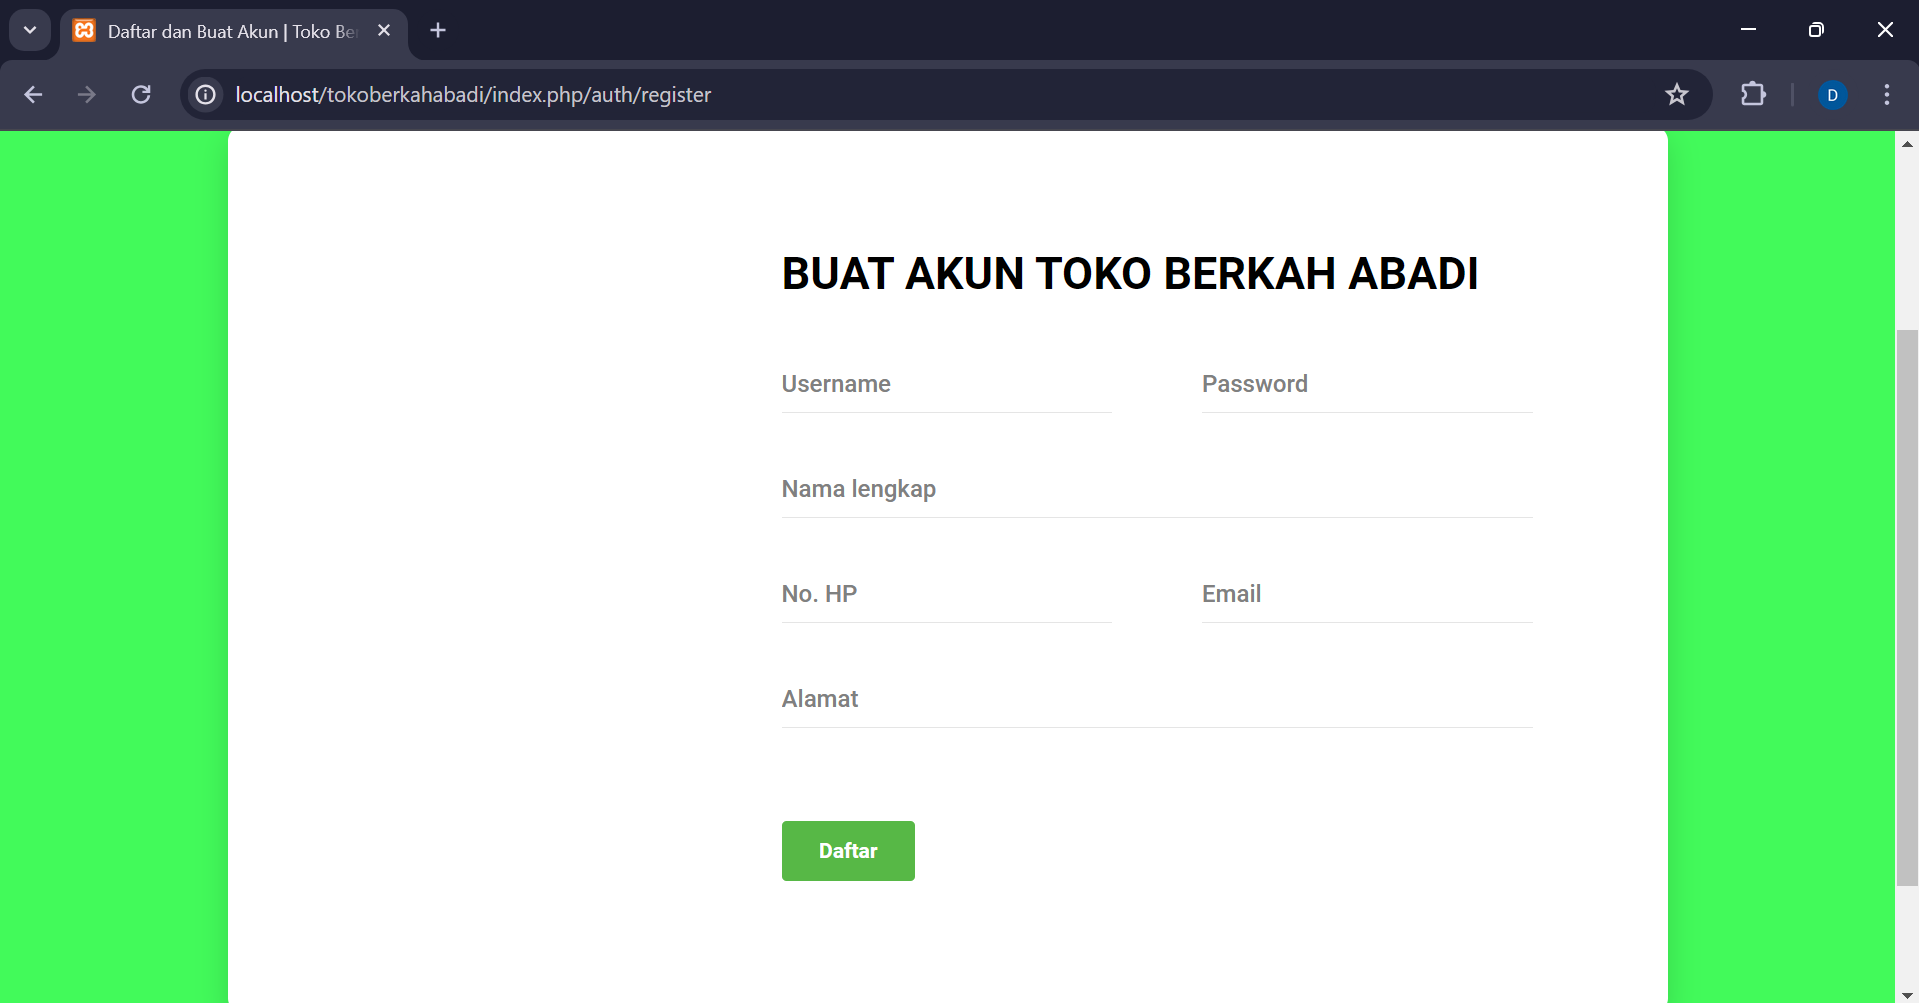 Daftar dan Buat Akun | Toko Be
localhost/tokoberkahabadi/index.php/auth/register
D
BUAT AKUN TOKO BERKAH ABADI
Username Password
Nama lengkap
No. HP Email
Alamat
Daftar